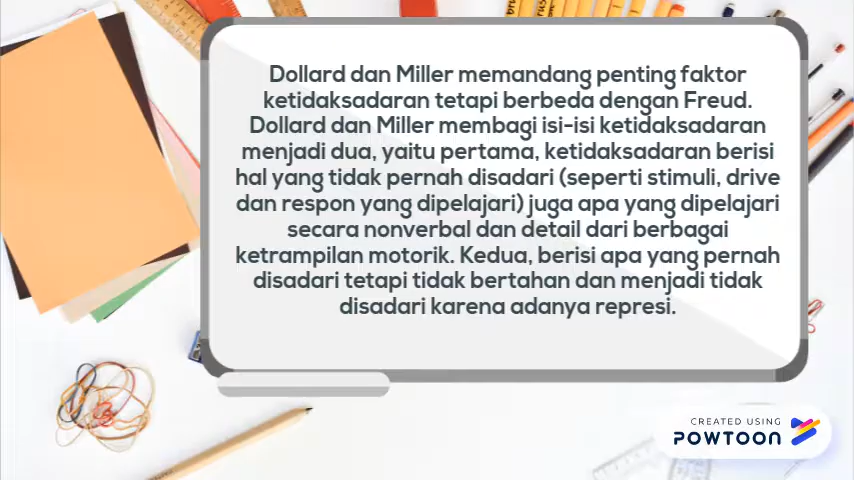 Dollard dan Miller memandang penting faktor
ketidaksadaran tetapi berbeda dengan Freud.
Dollard dan Miller membagi isi-isi ketidaksadaran
menjadi dua, yaitu pertama, ketidaksadaran berisi
hal yang tidak pernah disadari (seperti stimuli, drive
dan respon yang dipelajari) juga apa yang dipelajari
secara nonverbal dan detail dari berbagai
ketrampilan motorik. Kedua, berisi apa yang pernah
disadari tetapi tidak bertahan dan menjadi tidak
disadari karena adanya represi.
CREATED USING
POWTOON